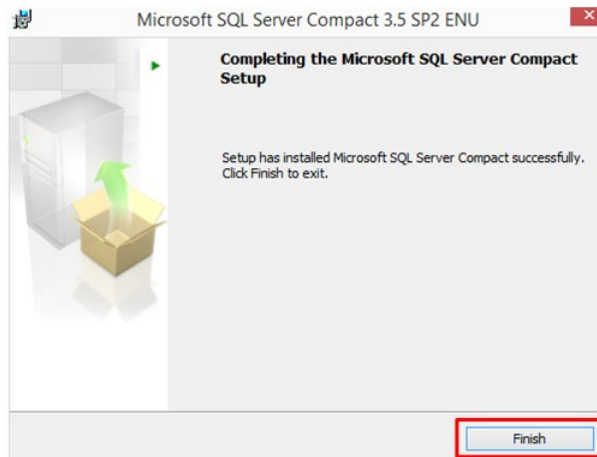 Microsoft SQL Server Compact 3.5 SP2 ENU
Completing the Microsoft SQL Server Compact
Setup
Setup has installed Microsoft SQL Server Compact successfully.
Click Finish to exit.
Finish